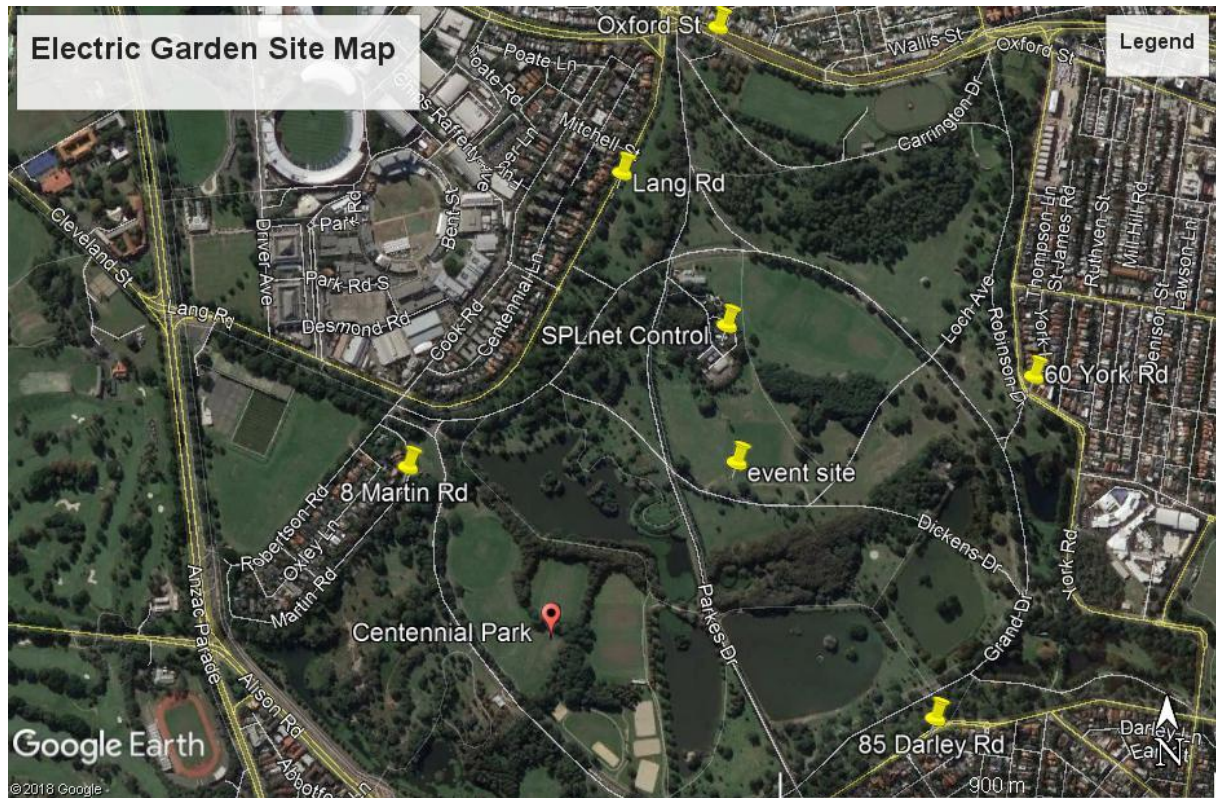 Electric Garden Site Map
Legend
Oxford St
Wallis St
Oxford St
Poate Ln
Poate Rd
Mitchell St
Carrington Dr
Lang Rd
Cleveland St
Driver Ave
Park Rd
Bent St
Park Rd S
Desmond Rd
Lang Rd
Cook Rd
Centennial Ln
SPLnet Control
Loch Ave
Robinson Dr
York Ln
Thompson Ln
St James Rd
Ruthven St
Mill Hill Rd
Denison St
Lawson Ln
60 York Rd
event site
8 Martin Rd
Robertson Rd
Oxley Ln
Martin Rd
Dickens Dr
York Rd
Anzac Parade
Centennial Park
Parkes Dr
Grand Dr
Alison Rd
85 Darley Rd
Darley Ln
N
Google Earth
900 m
©2018 Google